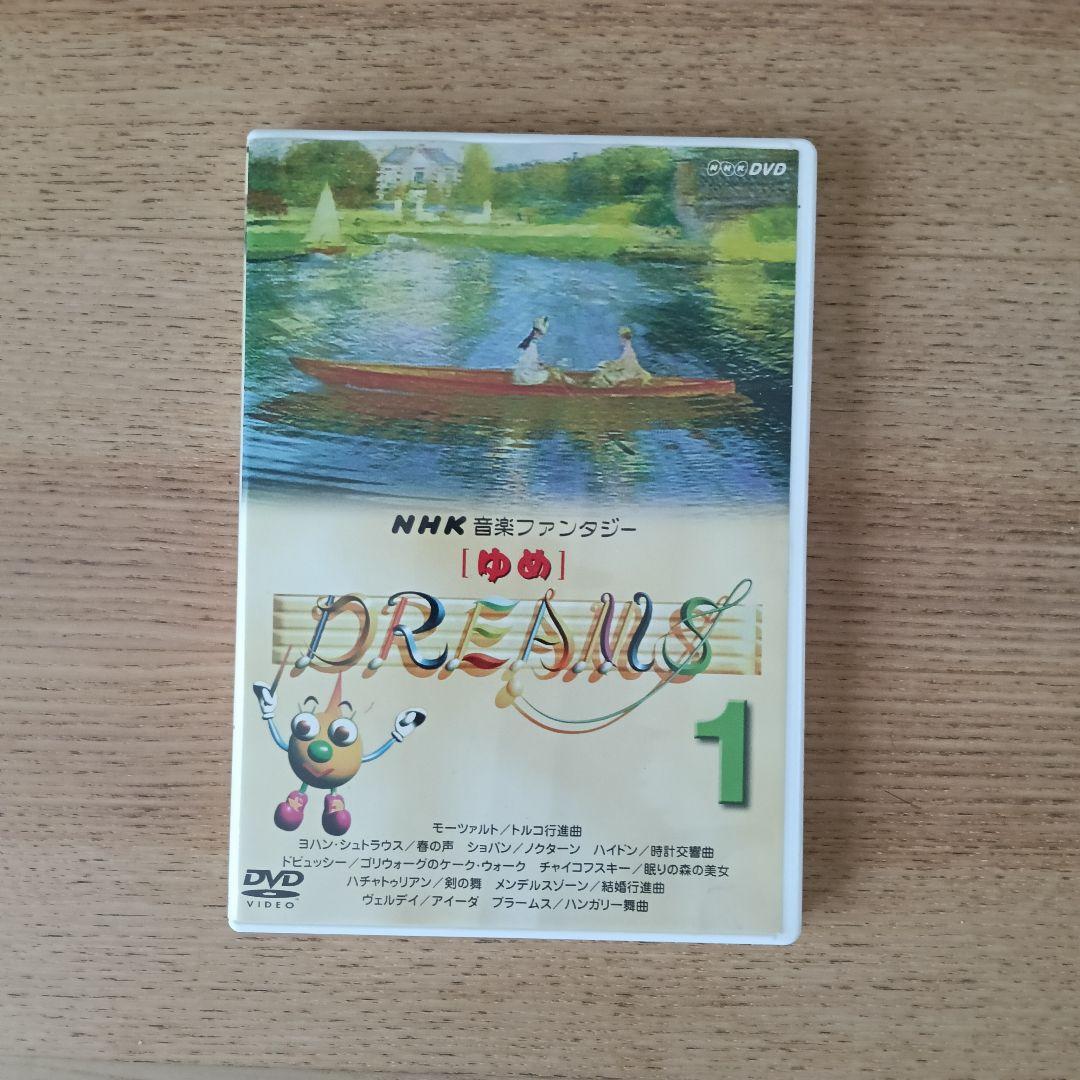 NHK DVD
NHK 音楽ファンタジー
[ゆめ]
DREAMS
1
モーツァルト／トルコ行進曲
ヨハン・シュトラウス／春の声 ショパン／ノクターン ハイドン／時計交響曲
ドビュッシー／ゴリウォーグのケーク・ウォーク チャイコフスキー／眠りの森の美女
ハチャトゥリアン／剣の舞 メンデルスゾーン／結婚行進曲
ヴェルデイ／アイーダ ブラームス／ハンガリー舞曲
DVD
VIDEO